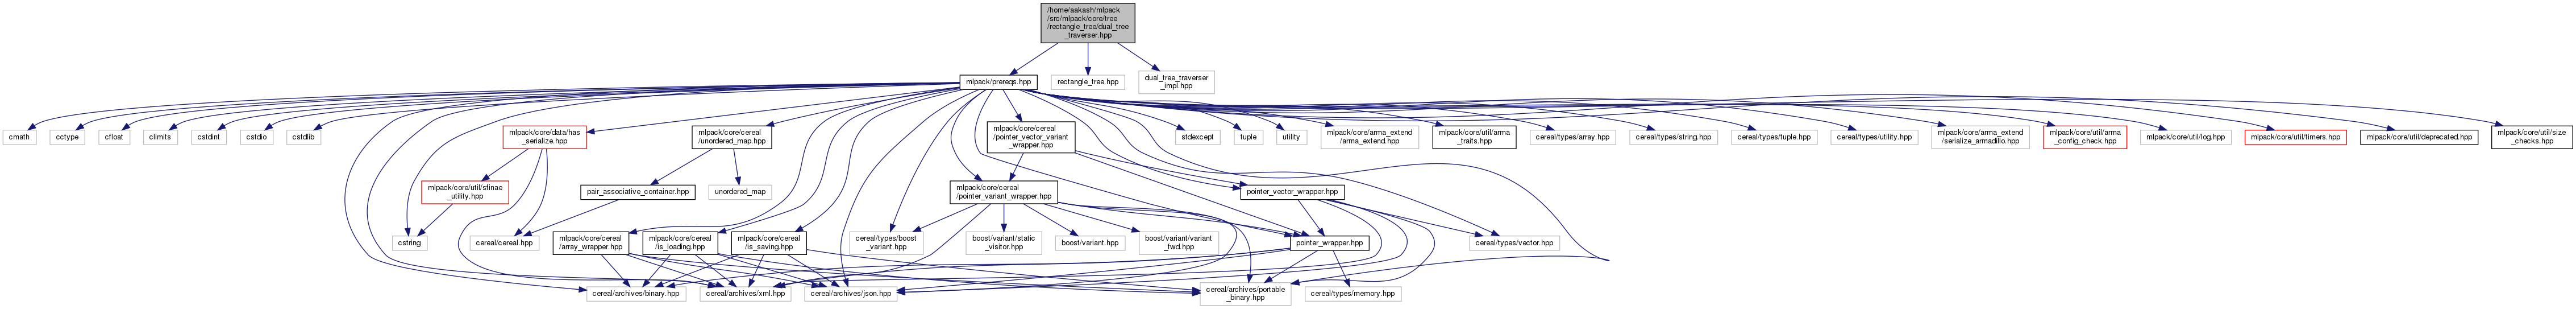 /home/aakash/mlpack
/src/mlpack/core/tree
/rectangle_tree/dual_tree
_traverser.hpp
mlpack/prereqs.hpp
rectangle_tree.hpp
dual_tree_traverser
_impl.hpp
cmath
cctype
cfloat
climits
cstdint
cstdio
cstdlib
mlpack/core/data/has
_serialize.hpp
mlpack/core/cereal
/unordered_map.hpp
mlpack/core/cereal
/pointer_vector_variant
_wrapper.hpp
stdexcept
tuple
utility
mlpack/core/arma_extend
/arma_extend.hpp
mlpack/core/util/arma
_traits.hpp
cereal/types/array.hpp
cereal/types/string.hpp
cereal/types/tuple.hpp
cereal/types/utility.hpp
mlpack/core/arma_extend
/serialize_armadillo.hpp
mlpack/core/util/arma
_config_check.hpp
mlpack/core/util/log.hpp
mlpack/core/util/timers.hpp
mlpack/core/util/deprecated.hpp
mlpack/core/util/size
_checks.hpp
mlpack/core/util/sfinae
_utility.hpp
pair_associative_container.hpp
unordered_map
mlpack/core/cereal
/pointer_variant_wrapper.hpp
pointer_vector_wrapper.hpp
cstring
cereal/cereal.hpp
mlpack/core/cereal
/array_wrapper.hpp
mlpack/core/cereal
/is_loading.hpp
mlpack/core/cereal
/is_saving.hpp
cereal/types/boost
_variant.hpp
boost/variant/static
_visitor.hpp
boost/variant.hpp
boost/variant/variant
_fwd.hpp
pointer_wrapper.hpp
cereal/types/vector.hpp
cereal/archives/binary.hpp
cereal/archives/xml.hpp
cereal/archives/json.hpp
cereal/archives/portable
_binary.hpp
cereal/types/memory.hpp